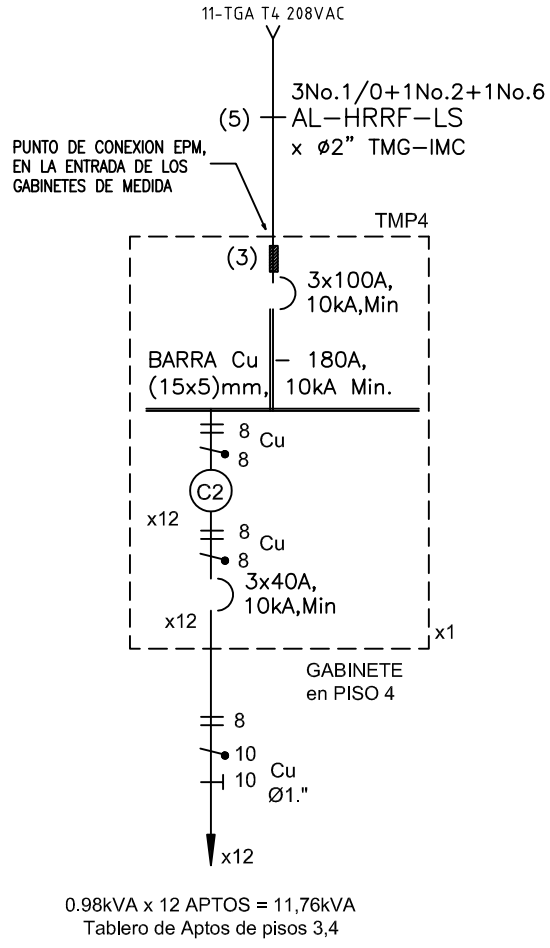 11-TGA T4 208VAC
3No.1/0+1No.2+1No.6
(5)
AL-HRRF-LS
x ø2” TMG-IMC
PUNTO DE CONEXION EPM,
EN LA ENTRADA DE LOS
GABINETES DE MEDIDA
TMP4
(3)
3x100A,
10kA,Min
BARRA Cu 180A,
(15x5)mm, 10kA Min.
8 Cu
8
C2
x12
8 Cu
8
3x40A,
10kA,Min
x12
x1
GABINETE
en PISO 4
8
10
10 Cu
Ø1."
x12
0.98kVA x 12 APTOS = 11,76kVA
Tablero de Aptos de pisos 3,4